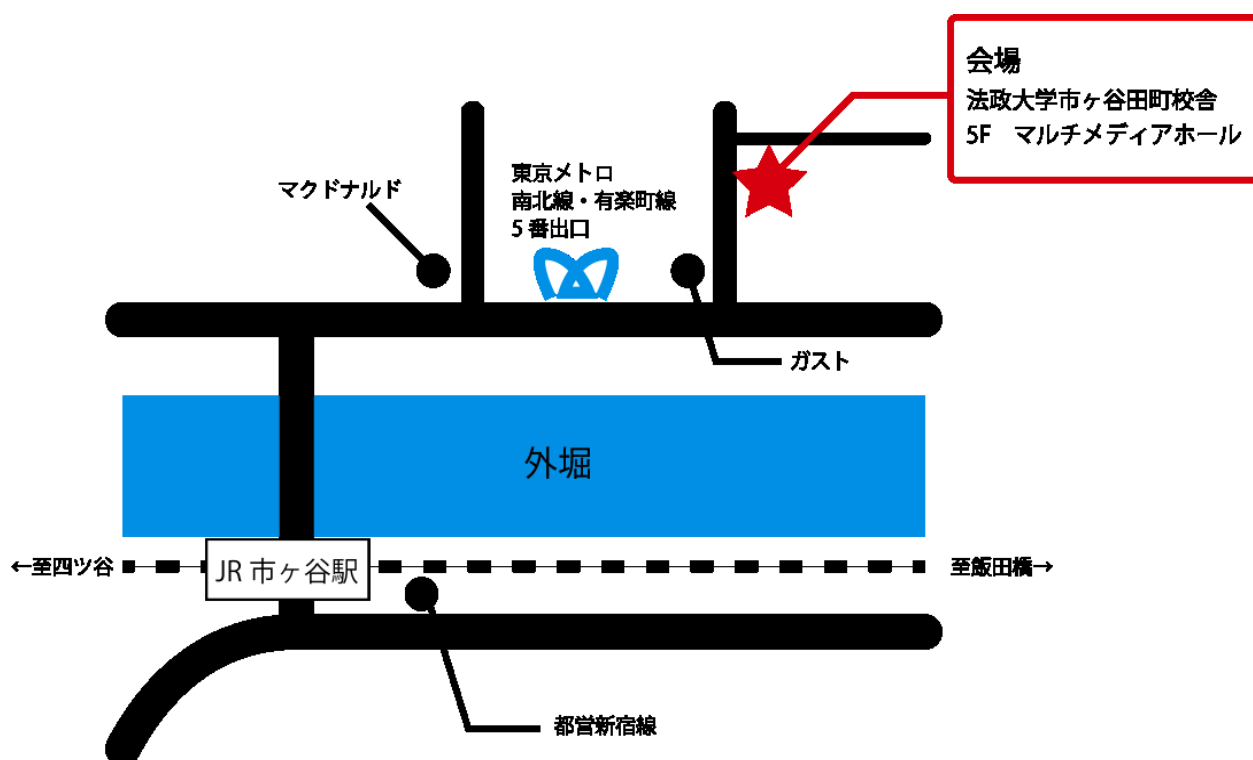 会場
法政大学市ヶ谷田町校舎
5F　マルチメディアホール
東京メトロ
南北線・有楽町線
5番出口
マクドナルド
ガスト
外堀
←至四ツ谷
JR 市ヶ谷駅
至飯田橋→
都営新宿線